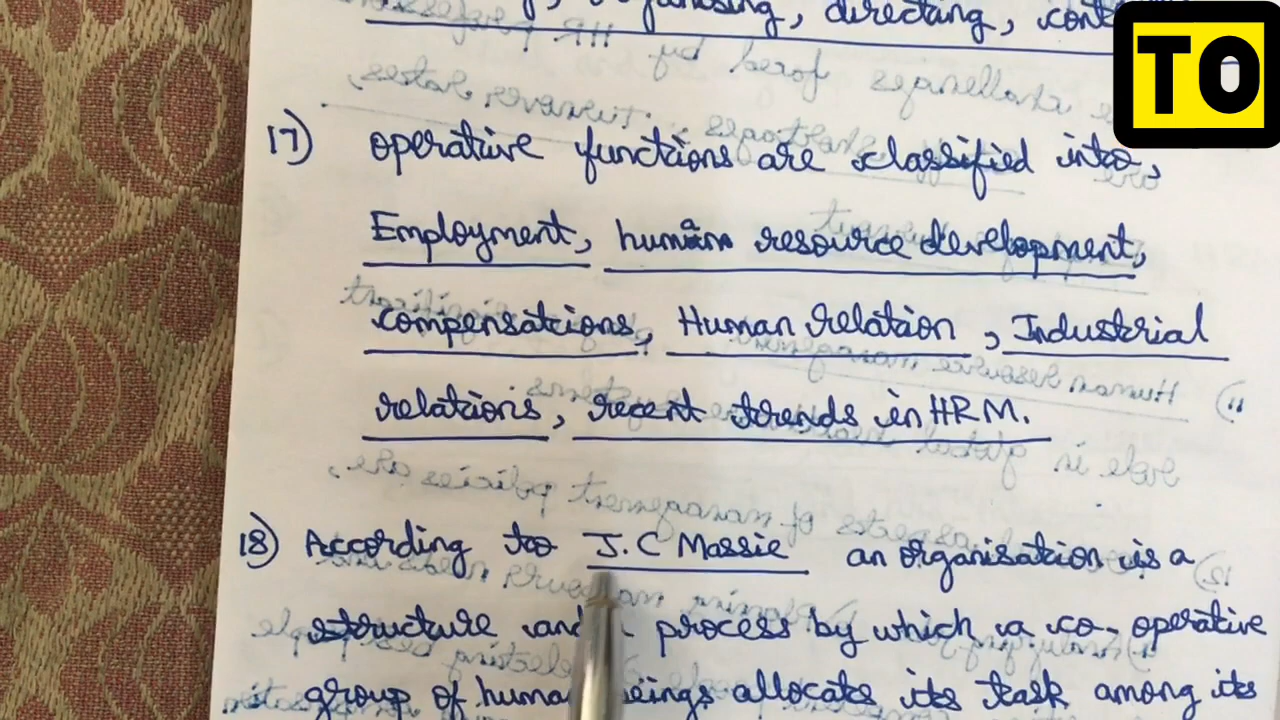 directing,
TO
17) operative functions are classified into,
Employment, human resource development,
compensations, Human relation, Industrial
relations, recent trends in HRM.
18) According to J.C Massie an organisation is a
structure and process by which a co-operative
group of human beings allocates its task among its